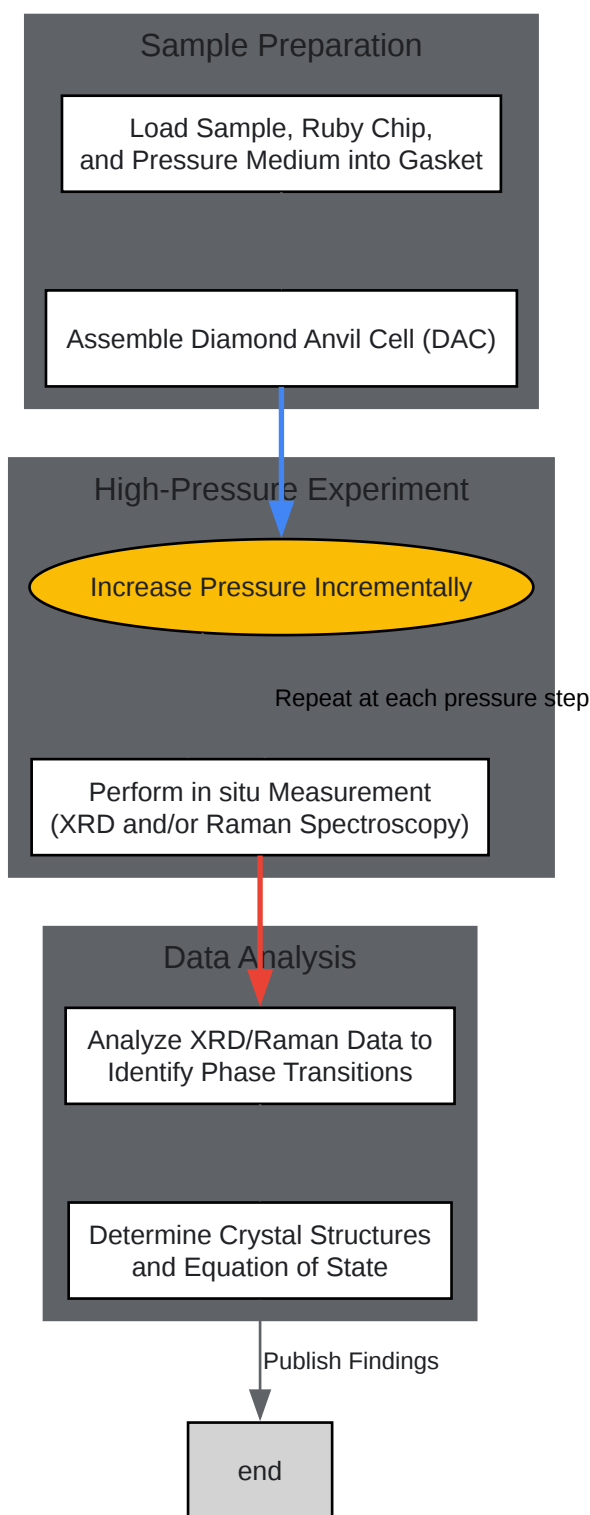 Sample Preparation
Load Sample, Ruby Chip,
and Pressure Medium into Gasket
Assemble Diamond Anvil Cell (DAC)
High-Pressure Experiment
Increase Pressure Incrementally
Repeat at each pressure step
Perform in situ Measurement
(XRD and/or Raman Spectroscopy)
Data Analysis
Analyze XRD/Raman Data to
Identify Phase Transitions
Determine Crystal Structures
and Equation of State
Publish Findings
end